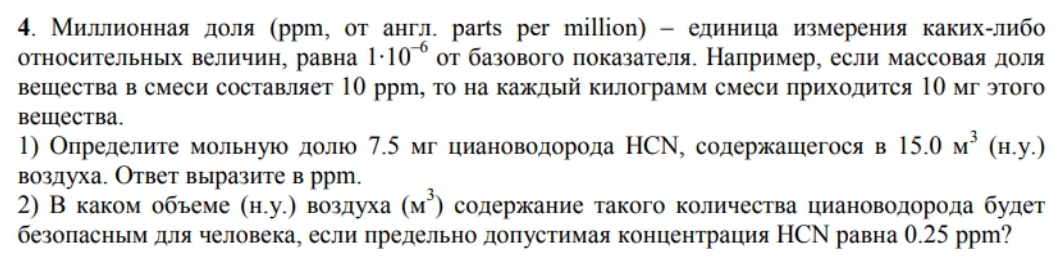 4. Миллионная доля (ppm, от англ. parts per million) – единица измерения каких-либо
относительных величин, равна 1·10⁻⁶ от базового показателя. Например, если массовая доля
вещества в смеси составляет 10 ppm, то на каждый килограмм смеси приходится 10 мг этого
вещества.
1) Определите мольную долю 7.5 мг циановодорода HCN, содержащегося в 15.0 м³ (н.у.)
воздуха. Ответ выразите в ppm.
2) В каком объеме (н.у.) воздуха (м³) содержание такого количества циановодорода будет
безопасным для человека, если предельно допустимая концентрация HCN равна 0.25 ppm?